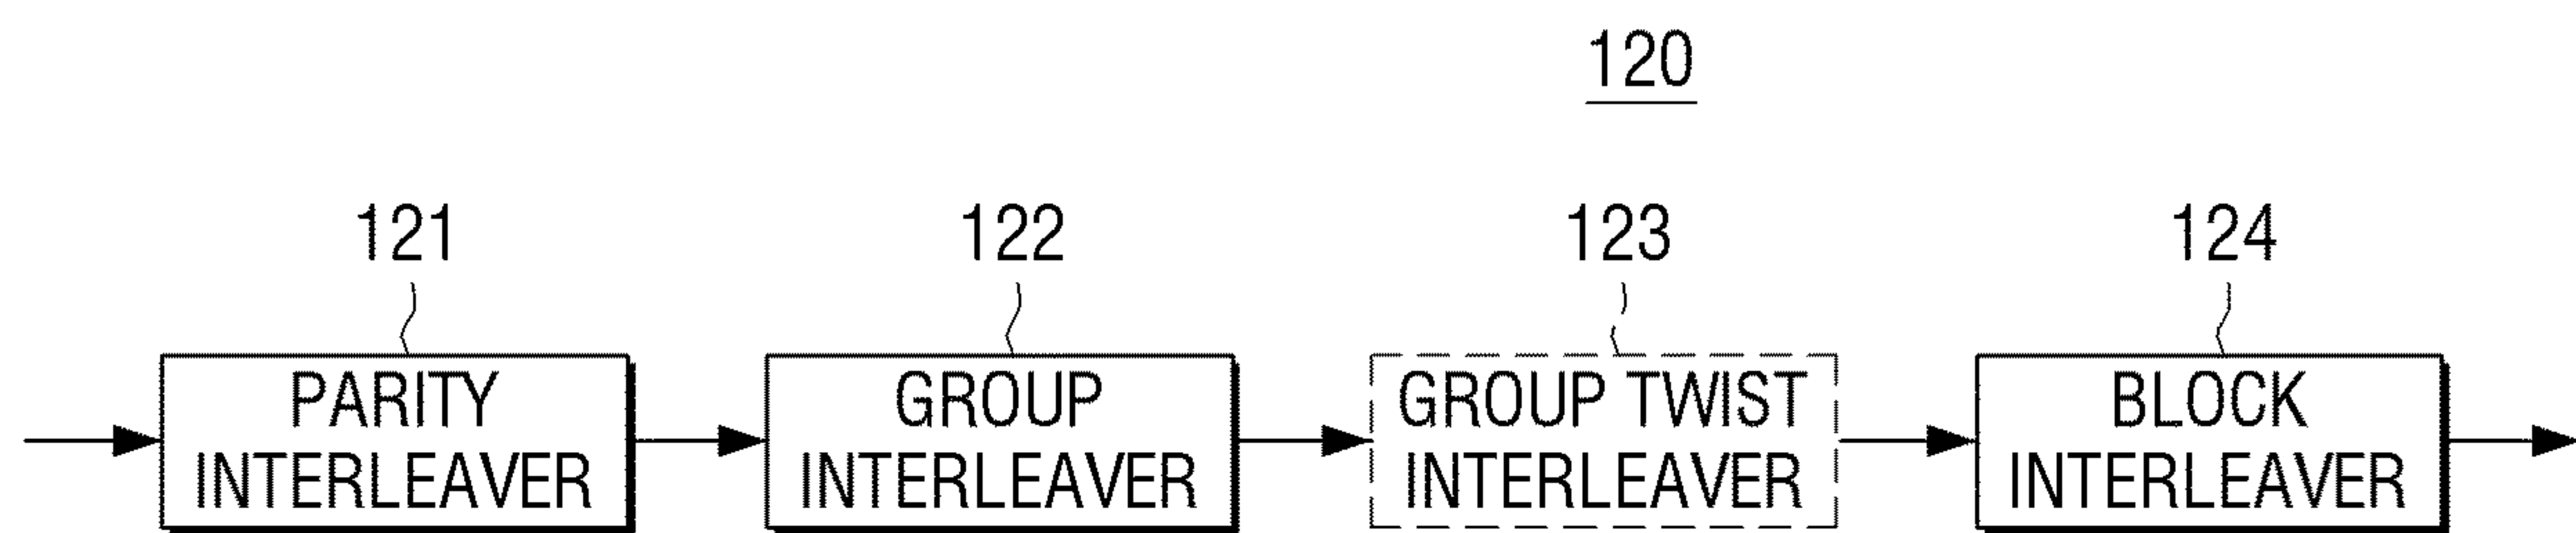 120
121
122
123
124
PARITY
INTERLEAVER
GROUP
INTERLEAVER
GROUP TWIST
INTERLEAVER
BLOCK
INTERLEAVER